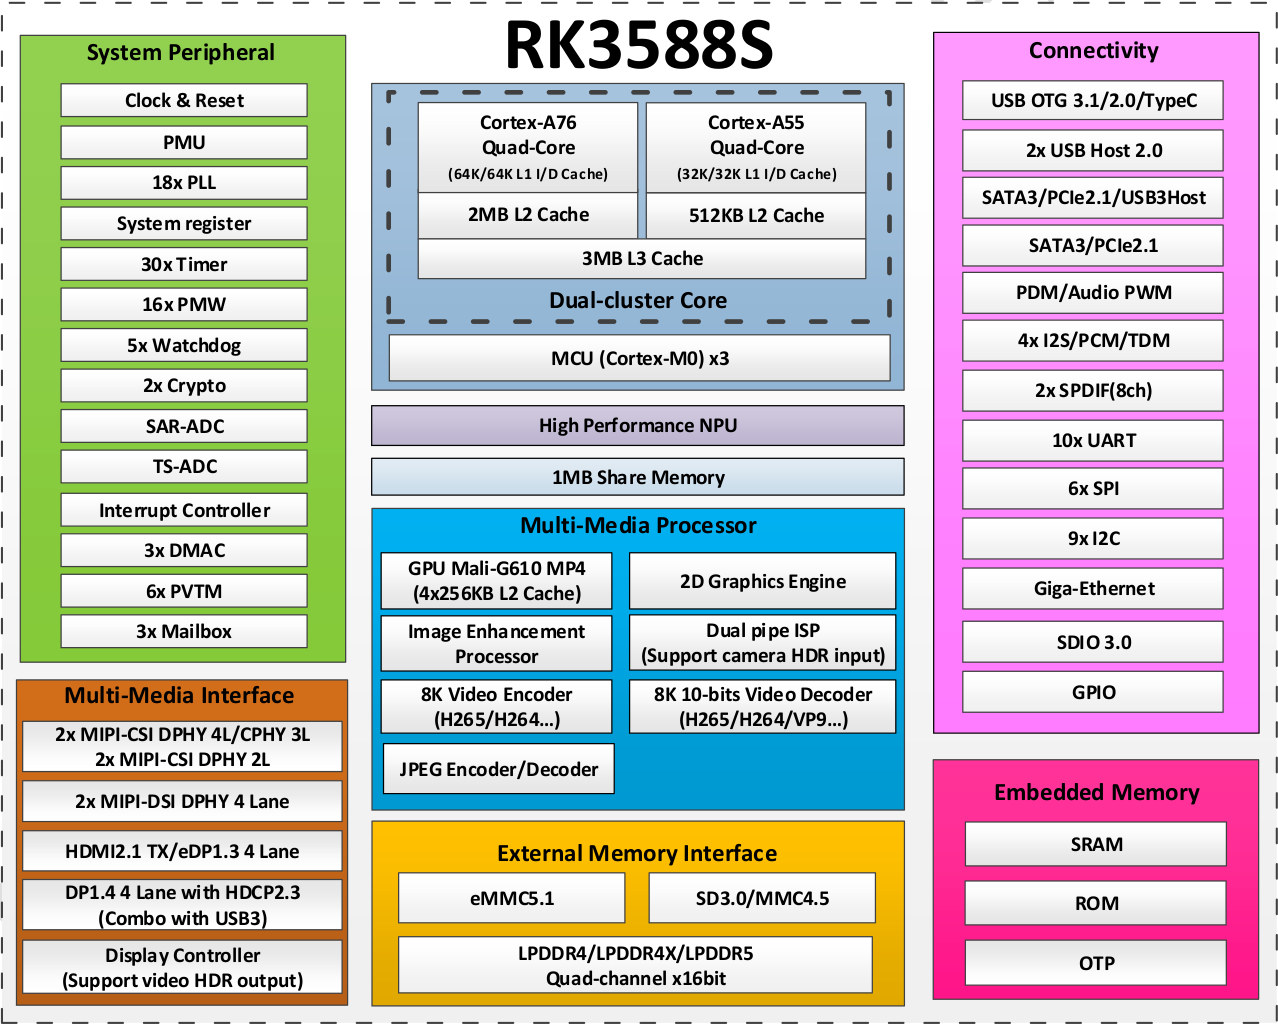 RK3588S
System Peripheral
Clock & Reset
PMU
18x PLL
System register
30x Timer
16x PMW
5x Watchdog
2x Crypto
SAR-ADC
TS-ADC
Interrupt Controller
3x DMAC
6x PVTM
3x Mailbox
Multi-Media Interface
2x MIPI-CSI DPHY 4L/CPHY 3L
2x MIPI-CSI DPHY 2L
2x MIPI-DSI DPHY 4 Lane
HDMI2.1 TX/eDP1.3 4 Lane
DP1.4 4 Lane with HDCP2.3
(Combo with USB3)
Display Controller
(Support video HDR output)
Cortex-A76
Quad-Core
(64K/64K L1 I/D Cache)
2MB L2 Cache
Cortex-A55
Quad-Core
(32K/32K L1 I/D Cache)
512KB L2 Cache
3MB L3 Cache
Dual-cluster Core
MCU (Cortex-M0) x3
High Performance NPU
1MB Share Memory
Multi-Media Processor
GPU Mali-G610 MP4
(4x256KB L2 Cache)
2D Graphics Engine
Image Enhancement
Processor
Dual pipe ISP
(Support camera HDR input)
8K Video Encoder
(H265/H264...)
8K 10-bits Video Decoder
(H265/H264/VP9...)
JPEG Encoder/Decoder
External Memory Interface
eMMC5.1
SD3.0/MMC4.5
LPDDR4/LPDDR4X/LPDDR5
Quad-channel x16bit
Connectivity
USB OTG 3.1/2.0/TypeC
2x USB Host 2.0
SATA3/PCIe2.1/USB3Host
SATA3/PCIe2.1
PDM/Audio PWM
4x I2S/PCM/TDM
2x SPDIF(8ch)
10x UART
6x SPI
9x I2C
Giga-Ethernet
SDIO 3.0
GPIO
Embedded Memory
SRAM
ROM
OTP